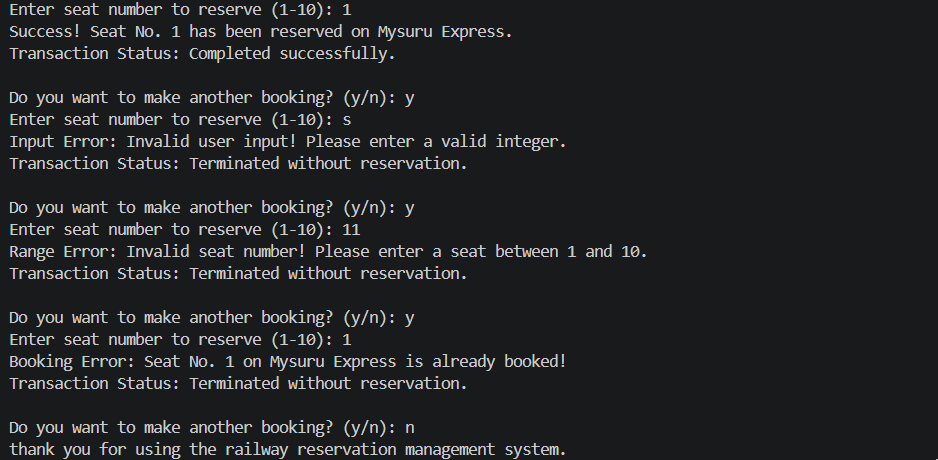 Enter seat number to reserve (1-10): 1
Success! Seat No. 1 has been reserved on Mysuru Express.
Transaction Status: Completed successfully.
Do you want to make another booking? (y/n): y
Enter seat number to reserve (1-10): s
Input Error: Invalid user input! Please enter a valid integer.
Transaction Status: Terminated without reservation.
Do you want to make another booking? (y/n): y
Enter seat number to reserve (1-10): 11
Range Error: Invalid seat number! Please enter a seat between 1 and 10.
Transaction Status: Terminated without reservation.
Do you want to make another booking? (y/n): y
Enter seat number to reserve (1-10): 1
Booking Error: Seat No. 1 on Mysuru Express is already booked!
Transaction Status: Terminated without reservation.
Do you want to make another booking? (y/n): n
thank you for using the railway reservation management system.